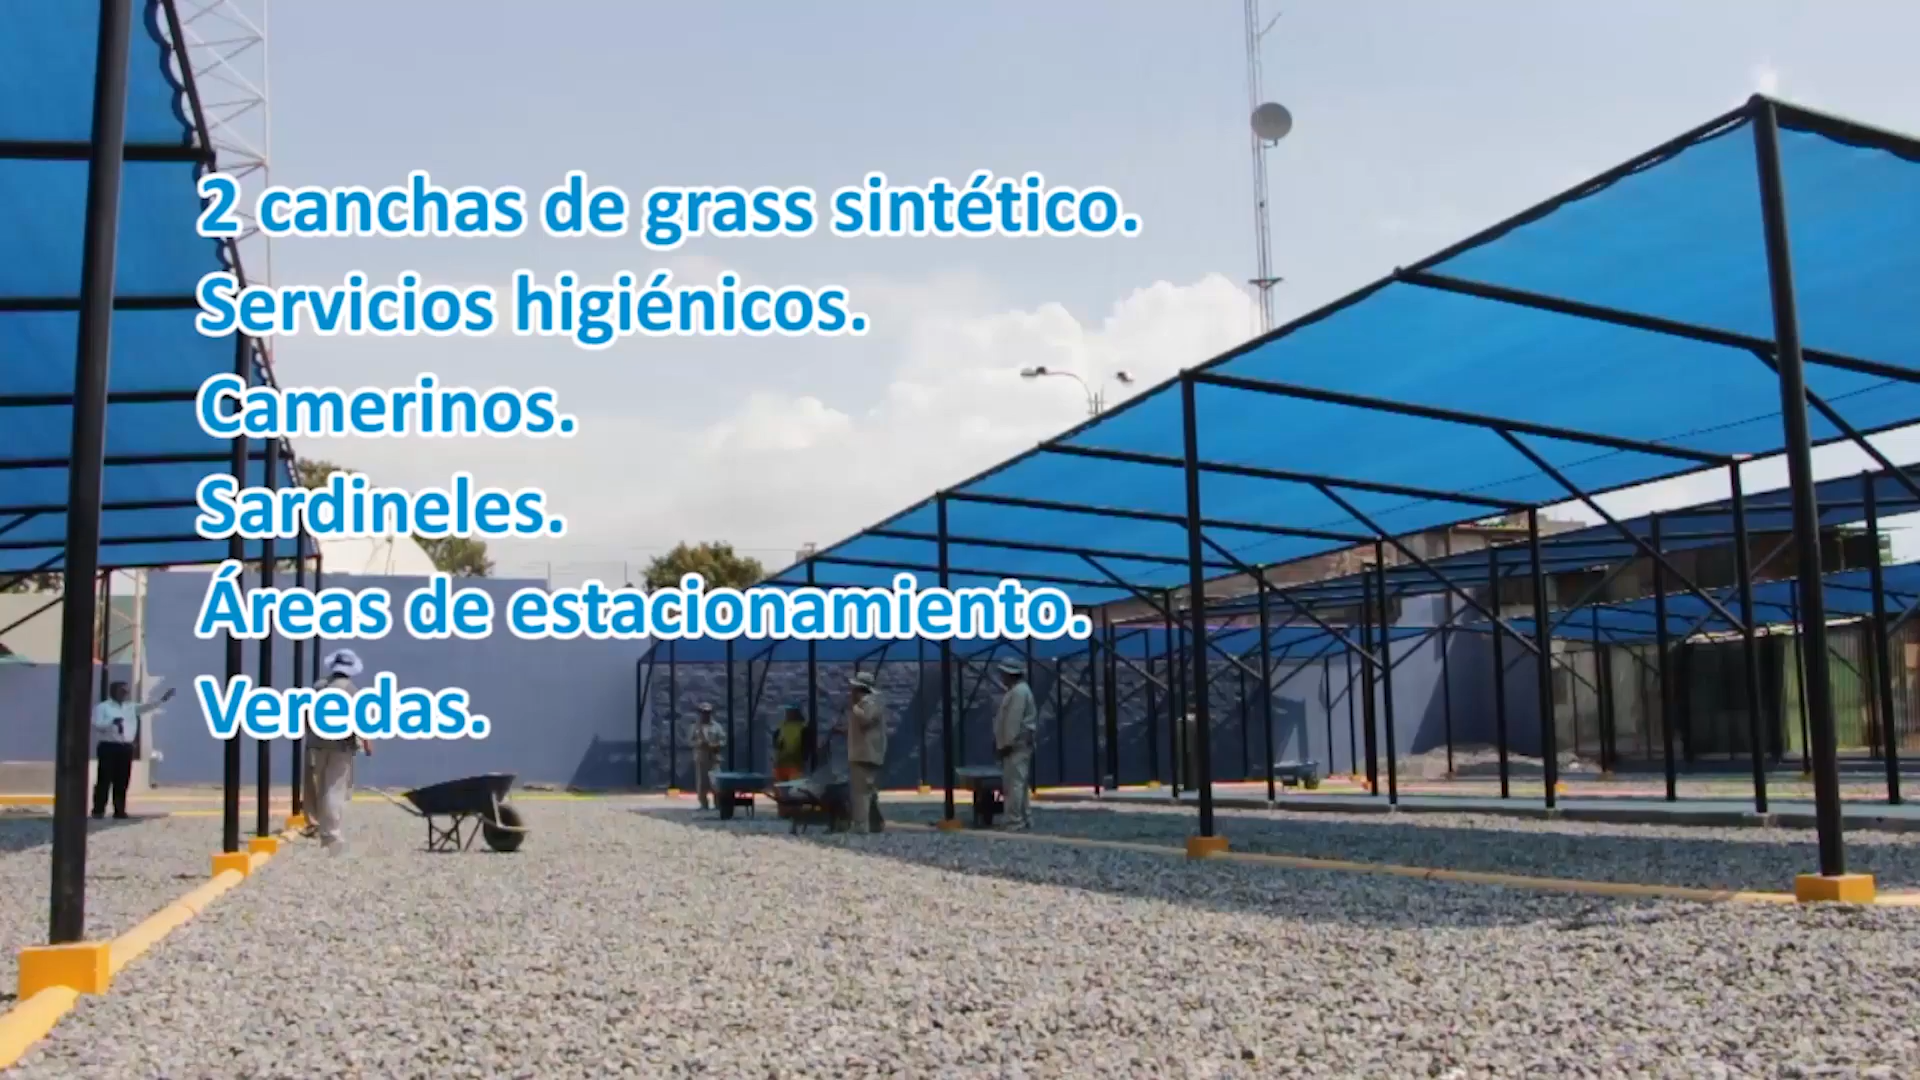 2 canchas de grass sintético.
Servicios higiénicos.
Camerinos.
Sardineles.
Áreas de estacionamiento.
Veredas.